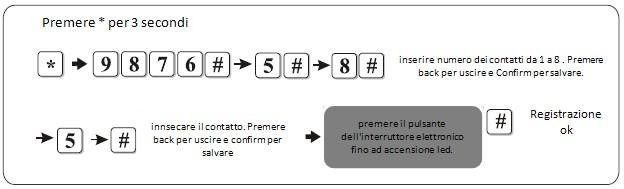 Premere * per 3 secondi
* 9 8 7 6 # 5 # 8 #
inserire numero dei contatti da 1 a 8 . Premere
back per uscire e Confirm per salvare.
5 #
innsecare il contatto. Premere
back per uscire e confirm per
salvare
premere il pulsante
dell'interruttore elettronico
fino ad accensione led.
#
Registrazione
ok